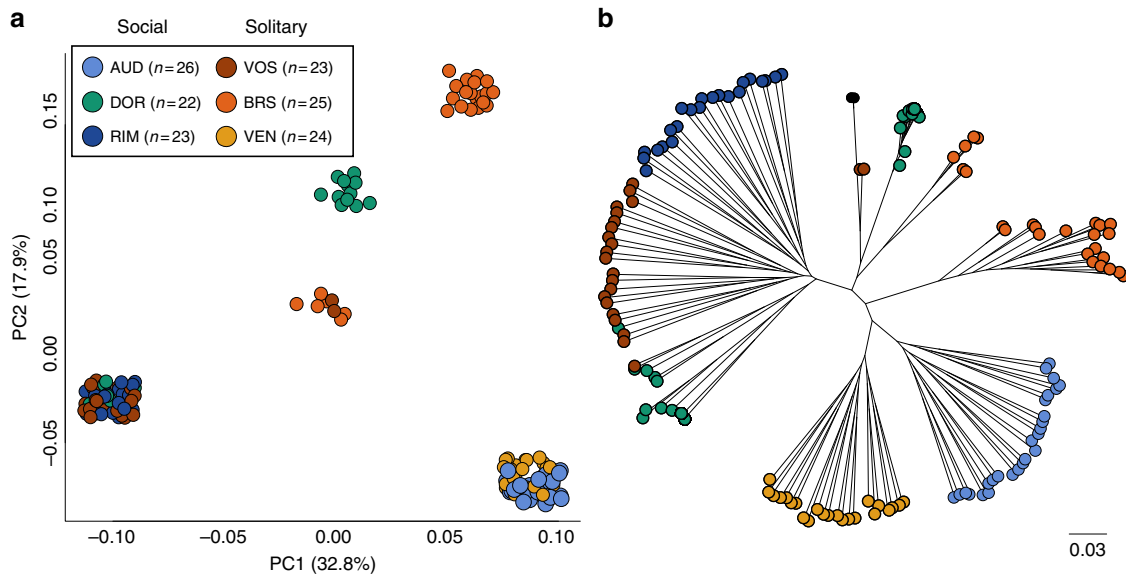 a
b
Social Solitary
AUD (n=26) VOS (n=23)
DOR (n=22) BRS (n=25)
RIM (n=23) VEN (n=24)
PC2 (17.9%)
0.15
0.10
0.05
0.00
–0.05
–0.10 –0.05 0.00 0.05 0.10
PC1 (32.8%)
0.03